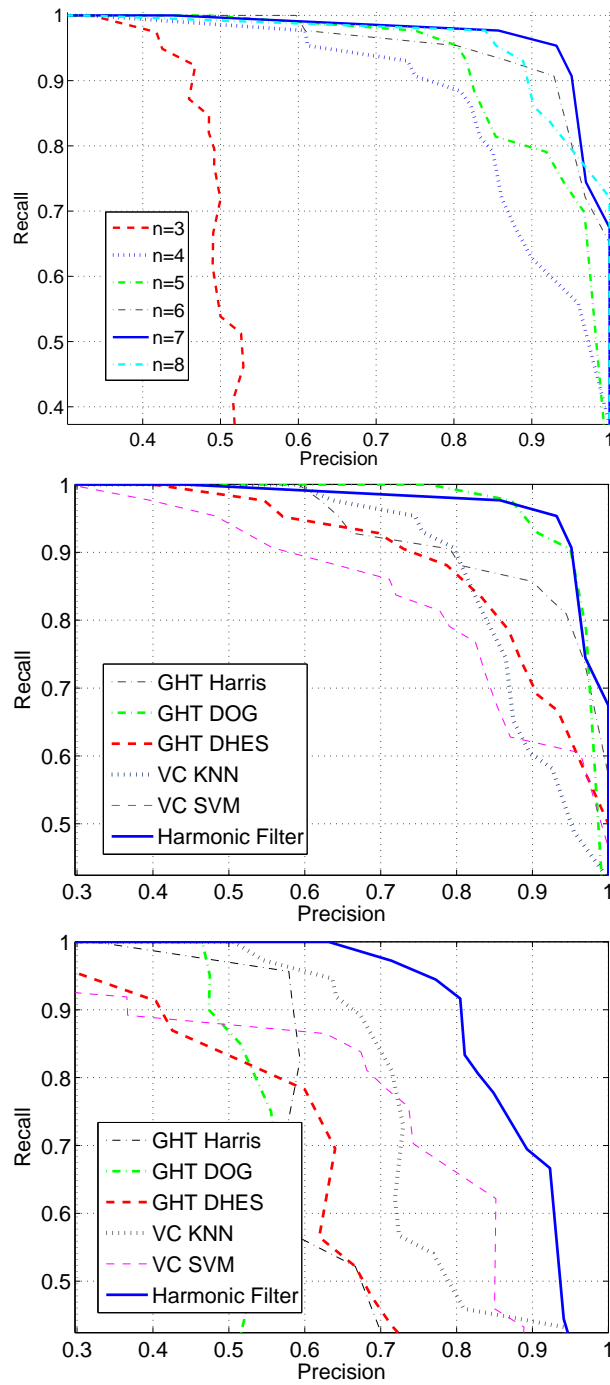 1
0.9
0.8
0.7
0.6
0.5
0.4
Recall
n=3
n=4
n=5
n=6
n=7
n=8
0.4 0.5 0.6 0.7 0.8 0.9 1
Precision
1
0.9
0.8
0.7
0.6
0.5
Recall
GHT Harris
GHT DOG
GHT DHES
VC KNN
VC SVM
Harmonic Filter
0.3 0.4 0.5 0.6 0.7 0.8 0.9 1
Precision
1
0.9
0.8
0.7
0.6
0.5
Recall
GHT Harris
GHT DOG
GHT DHES
VC KNN
VC SVM
Harmonic Filter
0.3 0.4 0.5 0.6 0.7 0.8 0.9 1
Precision